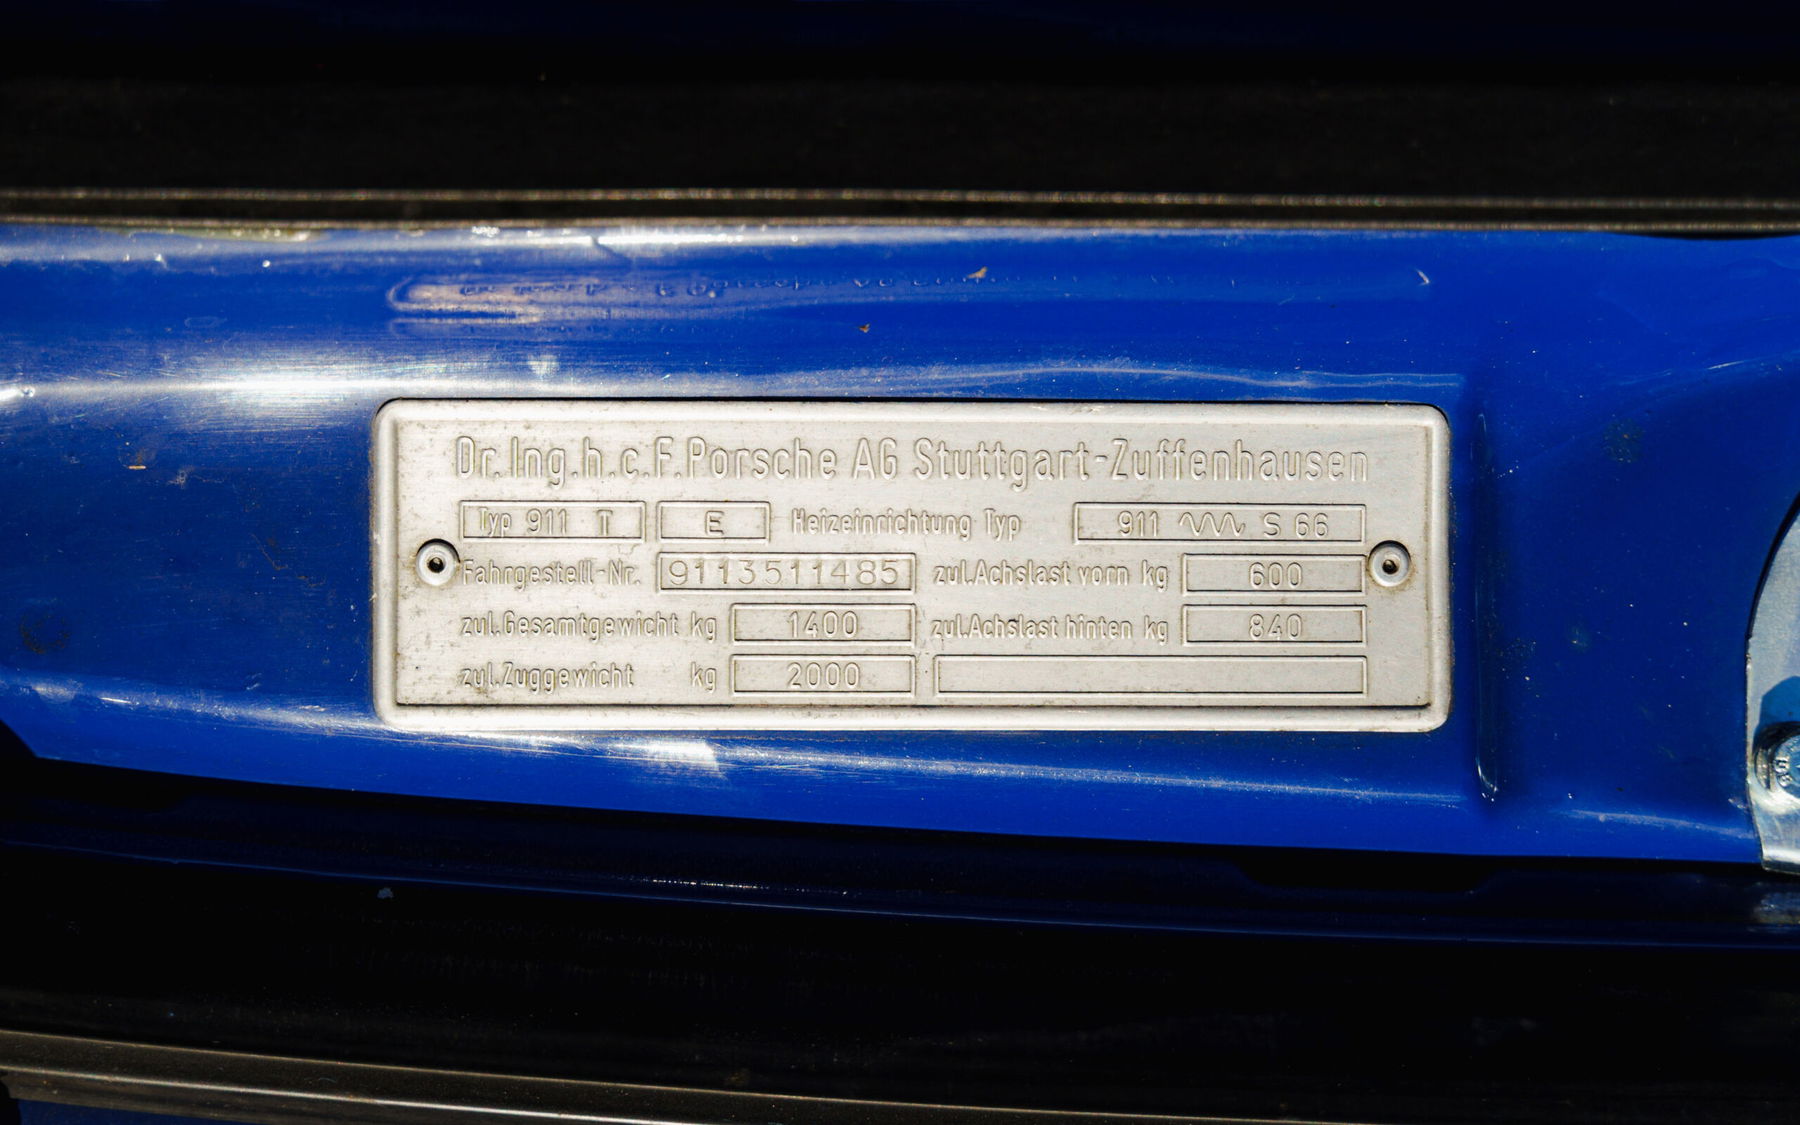 Dr.Ing.h.c.F.Porsche AG Stuttgart-Zuffenhausen
Typ 911 T E Heizeinrichtung Typ 911 S 66
Fahrgestell-Nr. 9113511485 zul.Achslast vorn kg 600
zul.Gesamtgewicht kg 1400 zul.Achslast hinten kg 840
zul.Zuggewicht kg 2000